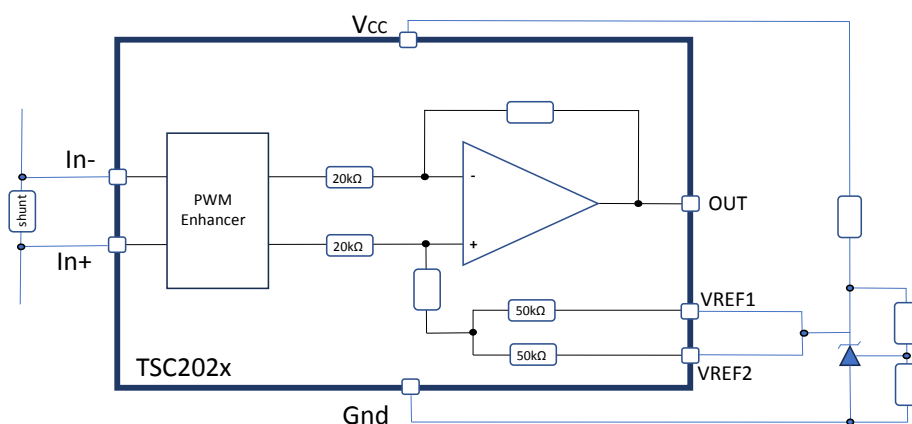 Vcc
In-
PWM
Enhancer
20kΩ
-
OUT
shunt
In+
20kΩ
+
50kΩ
VREF1
50kΩ
VREF2
TSC202x
Gnd